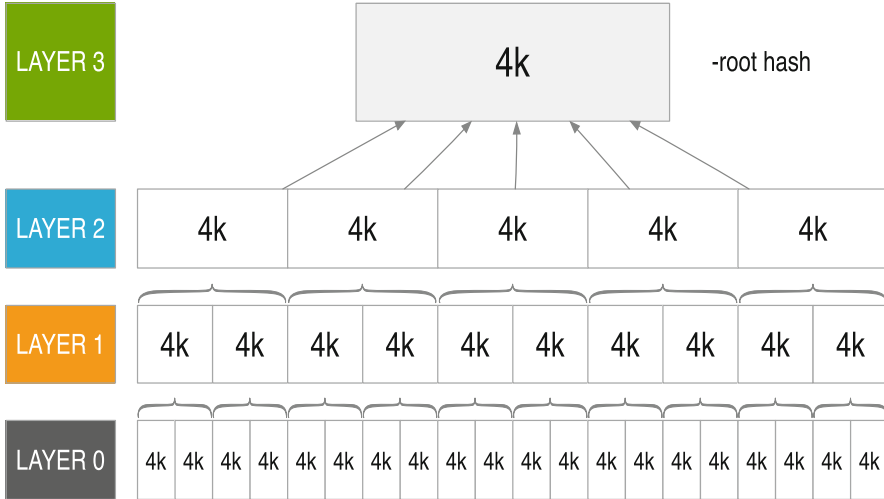 LAYER 3 4k -root hash
LAYER 2 4k 4k 4k 4k 4k
LAYER 1 4k 4k 4k 4k 4k 4k 4k 4k 4k 4k
LAYER 0 4k 4k 4k 4k 4k 4k 4k 4k 4k 4k 4k 4k 4k 4k 4k 4k 4k 4k 4k 4k